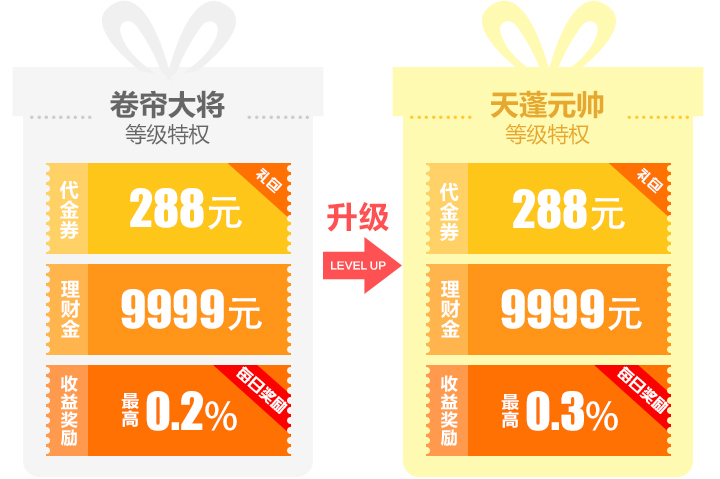 卷帘大将
等级特权
代金券
288元
礼包
理财金
9999元
收益奖励
最高0.2%
每日奖励
升级
LEVEL UP
天蓬元帅
等级特权
代金券
288元
礼包
理财金
9999元
收益奖励
最高0.3%
每日奖励